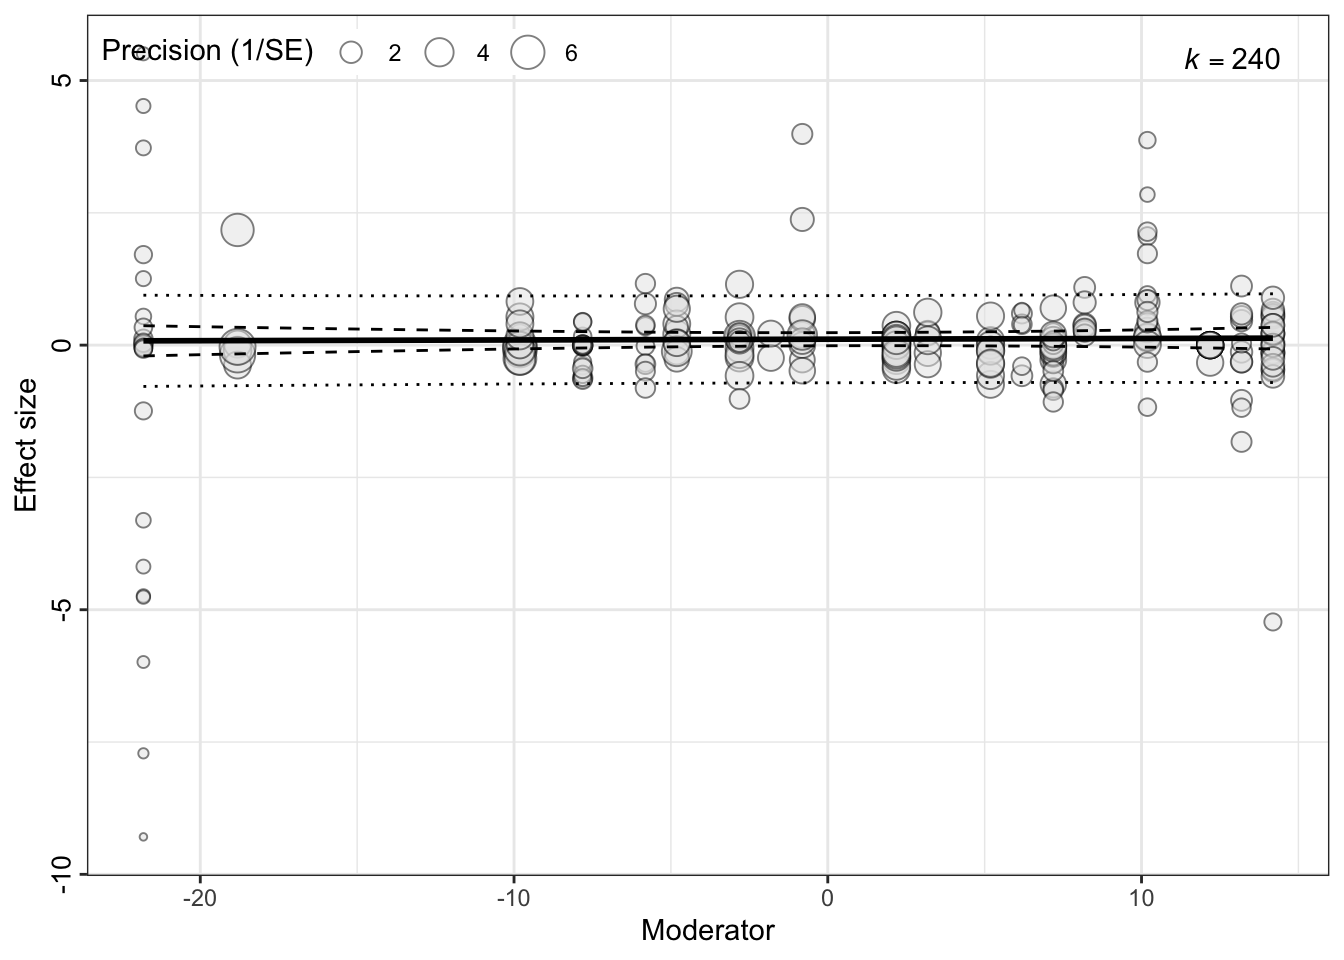 Precision (1/SE) 2 4 6
k = 240
5
0
-5
-10
Effect size
-20 -10 0 10
Moderator